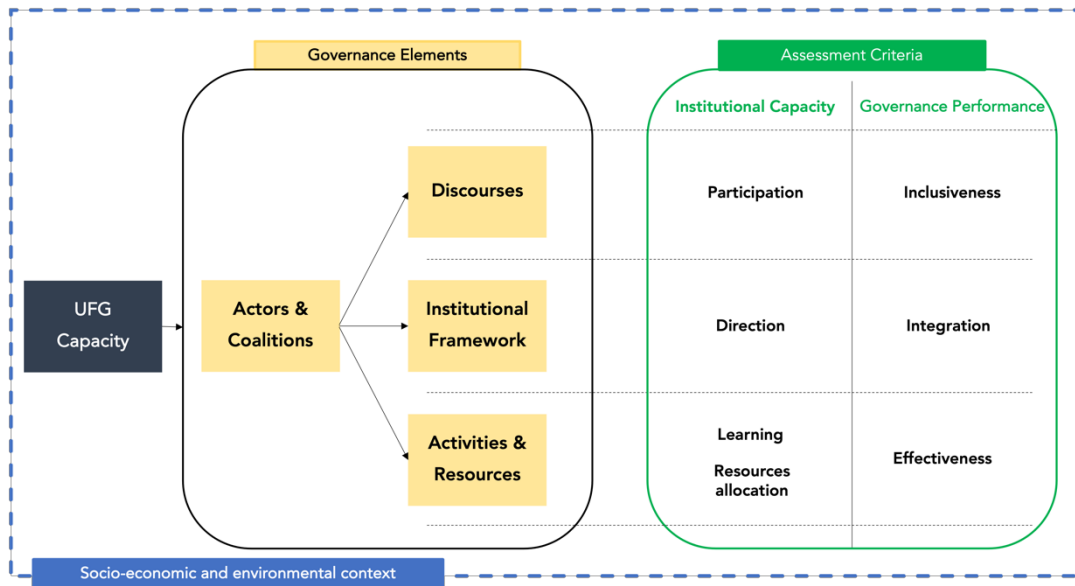 Governance Elements
Assessment Criteria
Institutional Capacity
Governance Performance
Discourses
Participation
Inclusiveness
UFG
Capacity
Actors &
Coalitions
Institutional
Framework
Direction
Integration
Activities &
Resources
Learning
Resources
allocation
Effectiveness
Socio-economic and environmental context